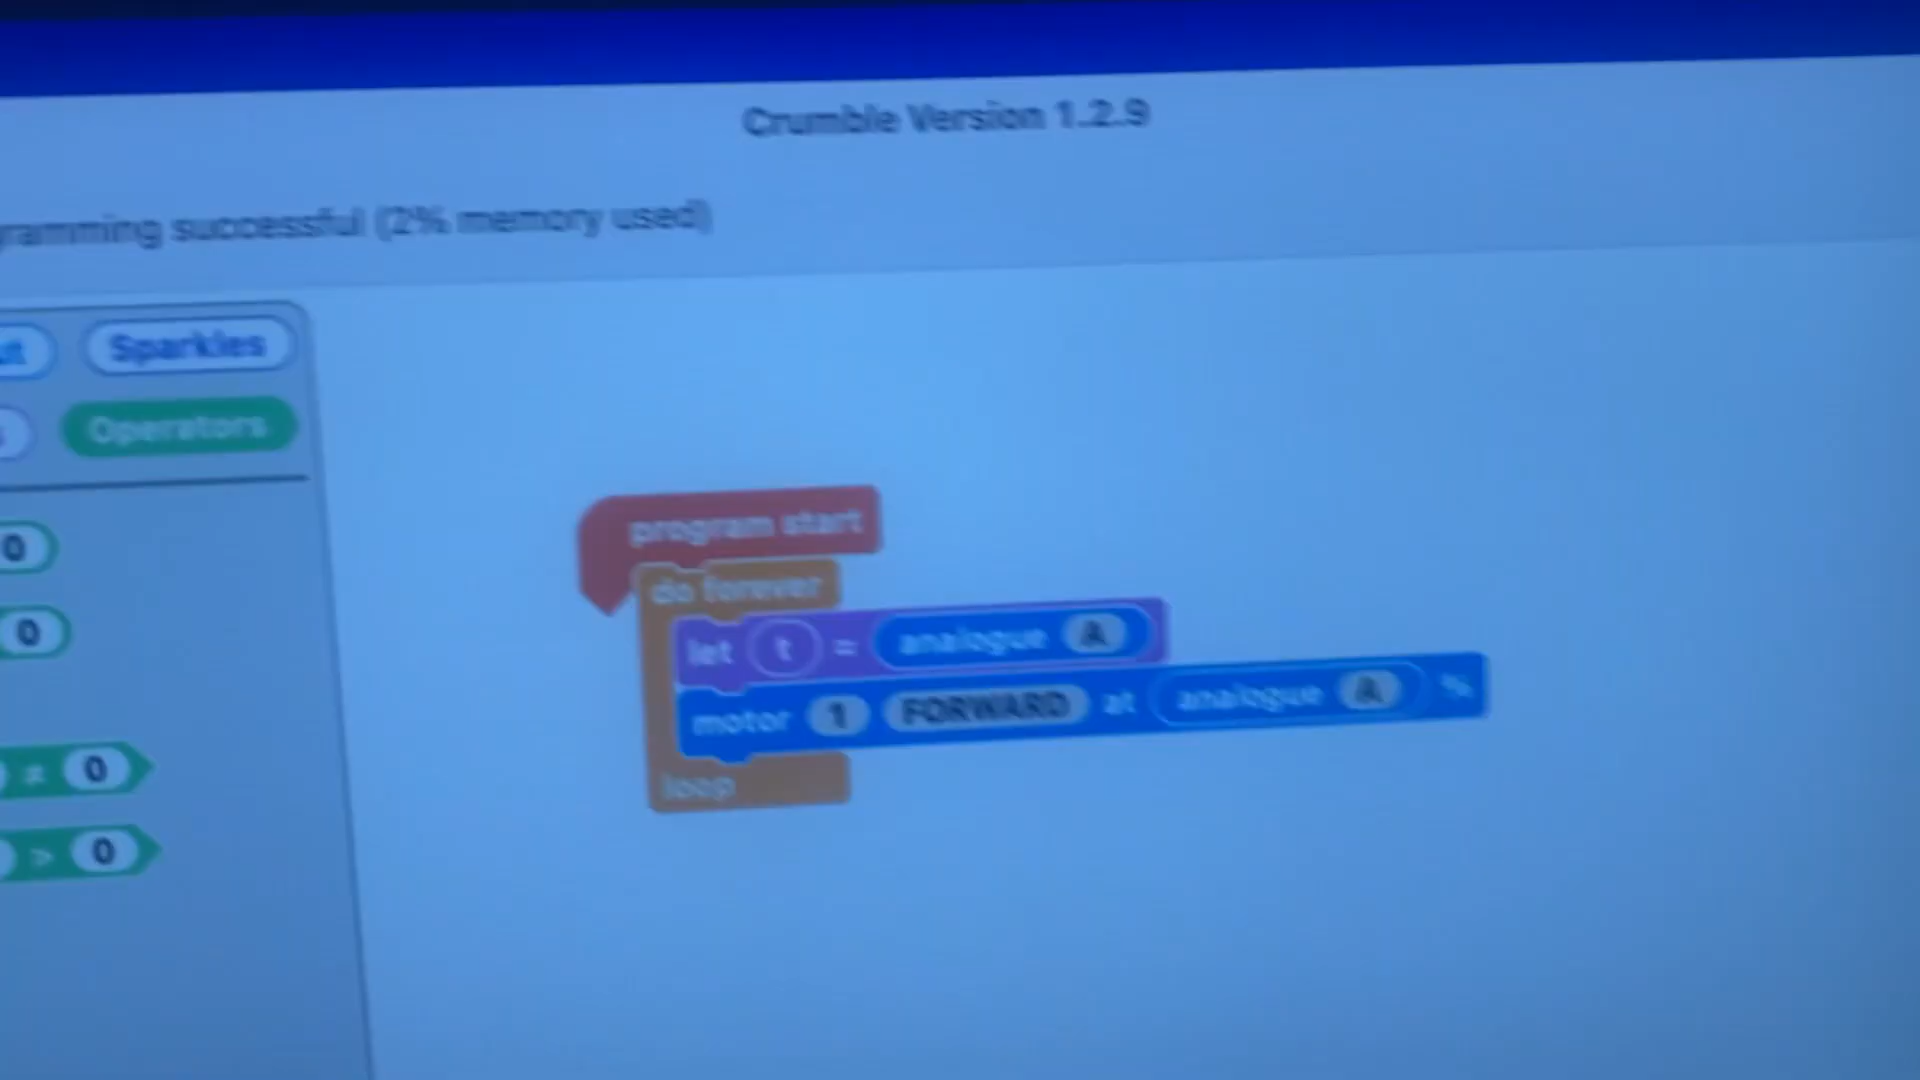 Crumble Version 1.2.9
gramming successful (2% memory used)
Sparkles
Operators
0
0
= 0
> 0
program start
do forever
let t = analogue A
motor 1 FORWARD at analogue A %
loop